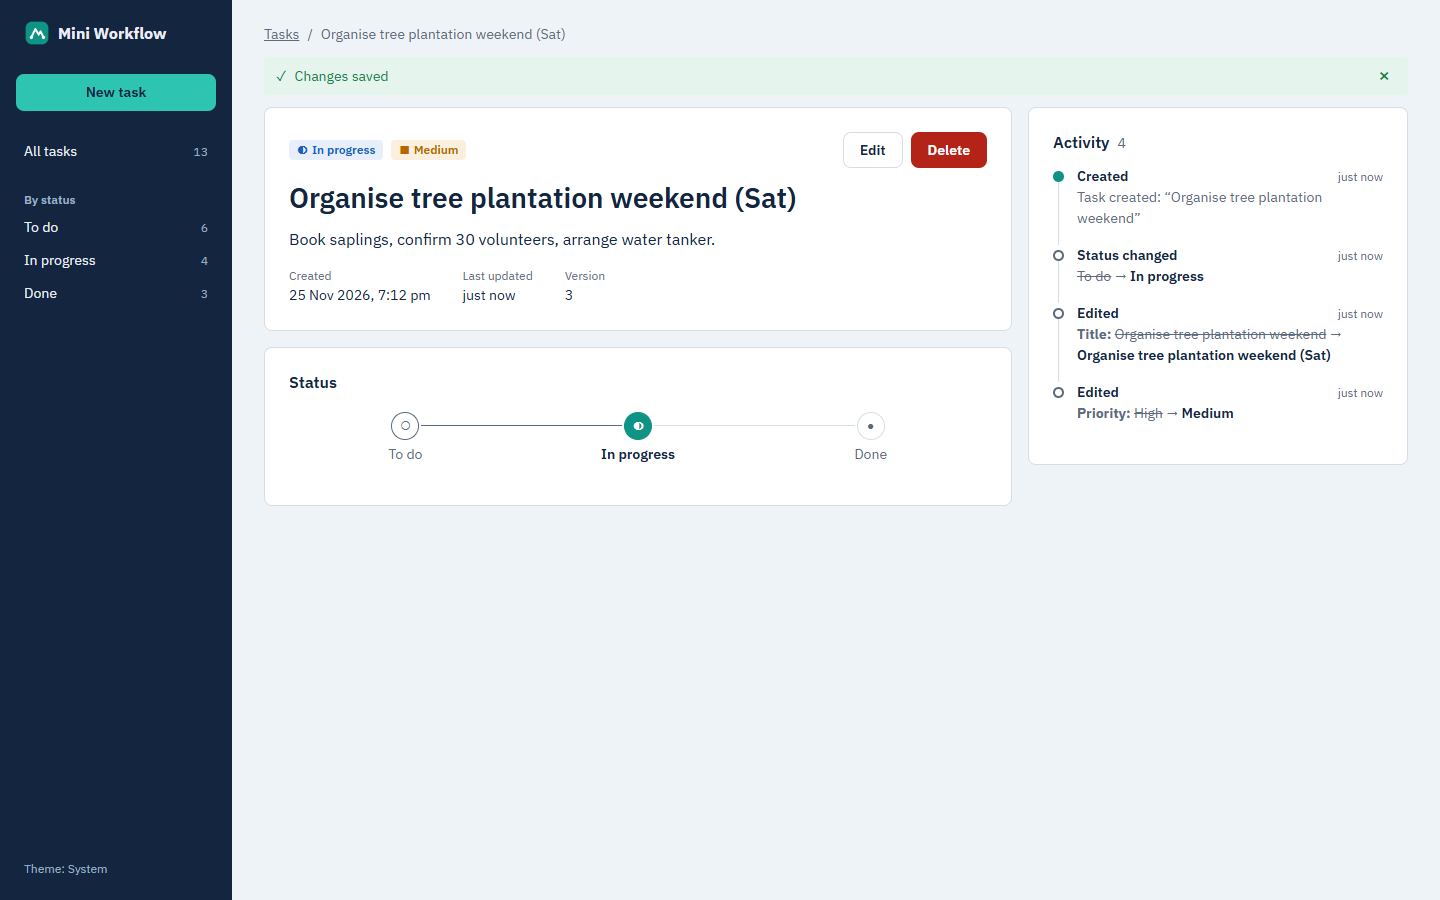 Mini Workflow
New task
All tasks 13
By status
To do 6
In progress 4
Done 3
Theme: System
Tasks / Organise tree plantation weekend (Sat)
✓ Changes saved ✕
In progress Medium
Edit Delete
Organise tree plantation weekend (Sat)
Book saplings, confirm 30 volunteers, arrange water tanker.
Created Last updated Version
25 Nov 2026, 7:12 pm just now 3
Status
To do In progress Done
Activity 4
Created just now
Task created: “Organise tree plantation
weekend”
Status changed just now
To do → In progress
Edited just now
Title: Organise tree plantation weekend →
Organise tree plantation weekend (Sat)
Edited just now
Priority: High → Medium